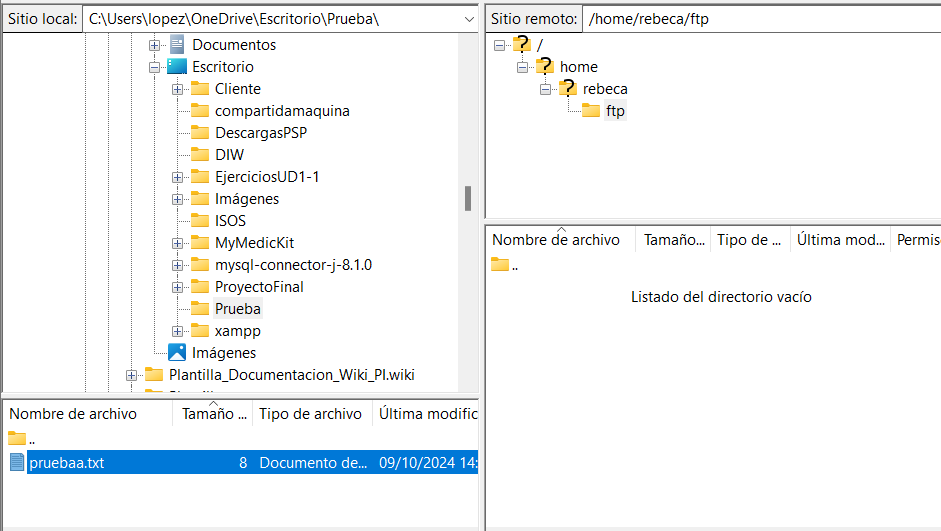 Sitio local: C:\Users\lopez\OneDrive\Escritorio\Prueba\
Documentos
Escritorio
Cliente
compartidamaquina
DescargasPSP
DIW
EjerciciosUD1-1
Imágenes
ISOS
MyMedicKit
mysql-connector-j-8.1.0
ProyectoFinal
Prueba
xampp
Imágenes
Plantilla_Documentacion_Wiki_PI.wiki
Nombre de archivo Tamaño ... Tipo de archivo Última modific
..
pruebaa.txt 8 Documento de... 09/10/2024 14:
Sitio remoto: /home/rebeca/ftp
/
home
rebeca
ftp
Nombre de archivo Tamaño... Tipo de ... Última mod... Permis
..
Listado del directorio vacío